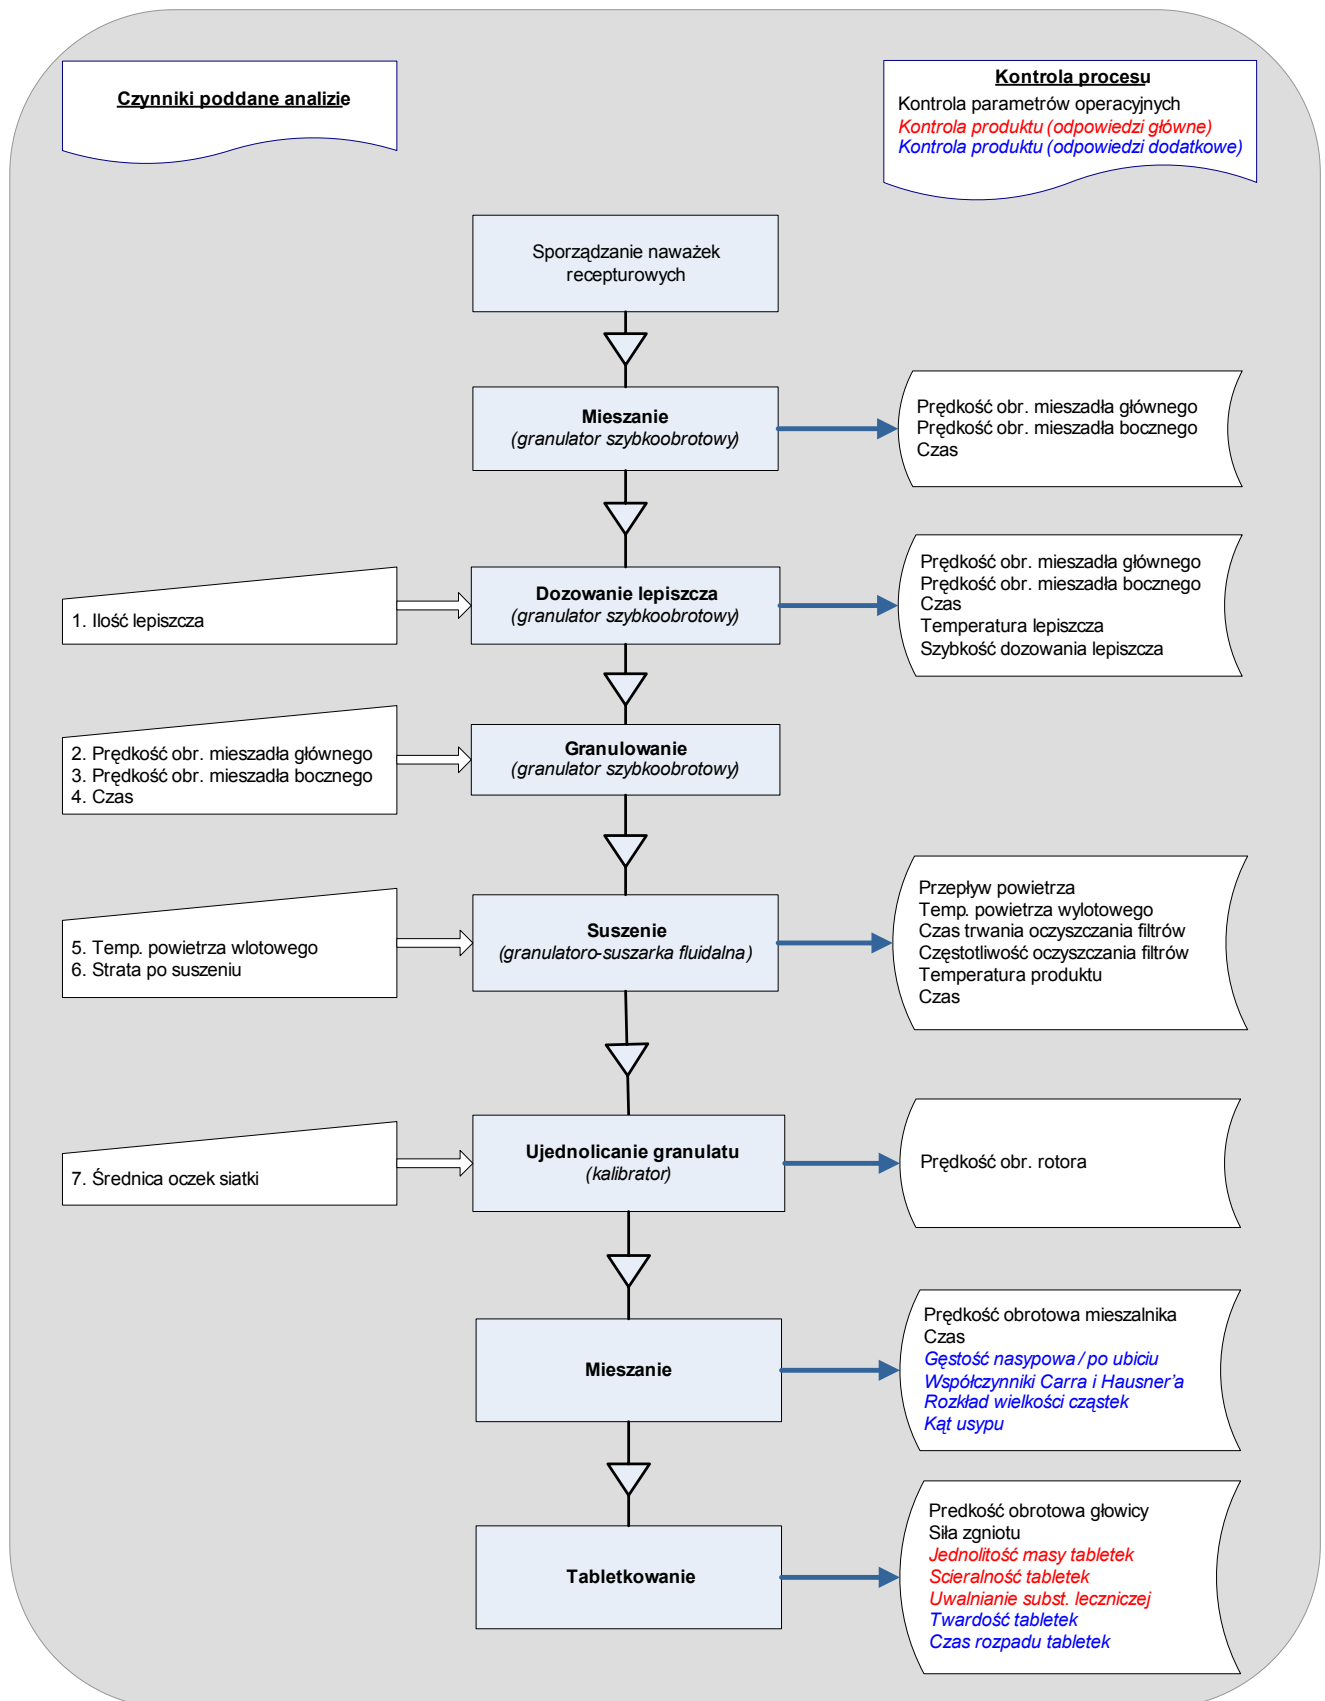 Czynniki poddane analizie
Kontrola procesu
Kontrola parametrów operacyjnych
Kontrola produktu (odpowiedzi główne)
Kontrola produktu (odpowiedzi dodatkowe)
Sporządzanie naważek
recepturowych
Mieszanie
(granulator szybkoobrotowy)
Prędkość obr. mieszadła głównego
Prędkość obr. mieszadła bocznego
Czas
1. Ilość lepiszcza
Dozowanie lepiszcza
(granulator szybkoobrotowy)
Prędkość obr. mieszadła głównego
Prędkość obr. mieszadła bocznego
Czas
Temperatura lepiszcza
Szybkość dozowania lepiszcza
2. Prędkość obr. mieszadła głównego
3. Prędkość obr. mieszadła bocznego
4. Czas
Granulowanie
(granulator szybkoobrotowy)
5. Temp. powietrza wlotowego
6. Strata po suszeniu
Suszenie
(granulatoro-suszarka fluidalna)
Przepływ powietrza
Temp. powietrza wylotowego
Czas trwania oczyszczania filtrów
Częstotliwość oczyszczania filtrów
Temperatura produktu
Czas
7. Średnica oczek siatki
Ujednolicanie granulatu
(kalibrator)
Prędkość obr. rotora
Mieszanie
Prędkość obrotowa mieszalnika
Czas
Gęstość nasypowa / po ubiciu
Współczynniki Carra i Hausner’a
Rozkład wielkości cząstek
Kąt usypu
Tabletkowanie
Predkość obrotowa głowicy
Siła zgniotu
Jednolitość masy tabletek
Scieralność tabletek
Uwalnianie subst. leczniczej
Twardość tabletek
Czas rozpadu tabletek